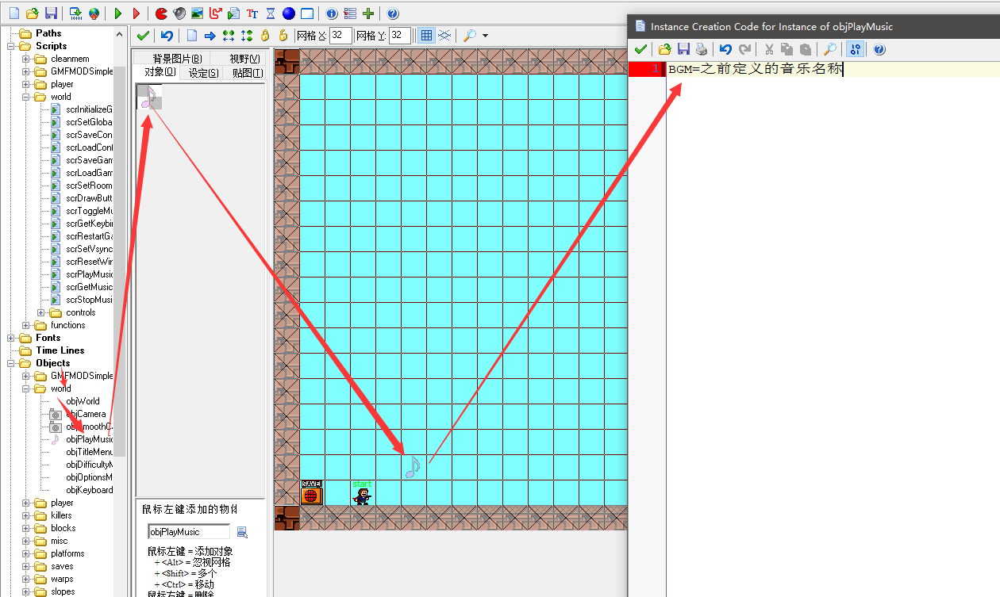 Paths
Scripts
cleanmem
GMFMODSimple
player
world
scrInitializeG
scrSetGloba
scrSaveCon
scrLoadCont
scrSaveGam
scrLoadGam
scrSetRoom
scrDrawButt
scrToggleMu
scrGetKeybin
scrRestartGa
scrSetVsync
scrResetWin
scrPlayMusic
scrGetMusic
scrStopMusi
controls
functions
Fonts
Time Lines
Objects
GMFMODSimple
world
objWorld
objCamera
objSmoothCa
objPlayMusic
objTitleMenu
objDifficultyM
objOptionsM
objKeyboard
player
killers
blocks
misc
platforms
saves
warps
slopes
网格 X: 32 网格 Y: 32
背景图片(B) 视野(V)
对象(O) 设定(S) 贴图(T)
SAVE!
start
鼠标左键添加的物体
objPlayMusic
鼠标左键 = 添加对象
+ <Alt> = 忽视网格
+ <Shift> = 多个
+ <Ctrl> = 移动
鼠标右键 = 删除
Instance Creation Code for Instance of objPlayMusic
1 BGM=之前定义的音乐名称